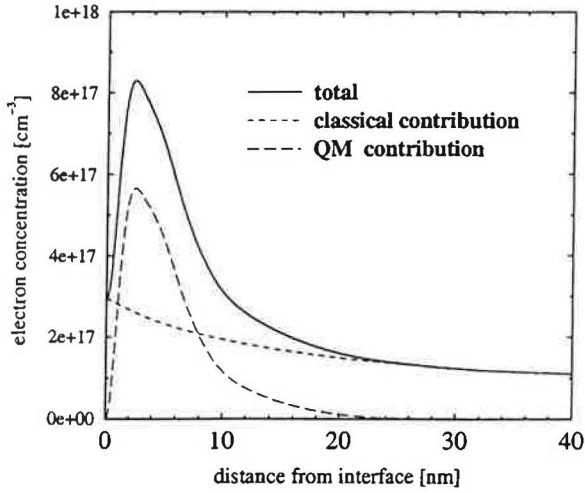 1e+18
8e+17
6e+17
4e+17
2e+17
0e+00
electron concentration [cm⁻³]
total
classical contribution
QM contribution
0 10 20 30 40
distance from interface [nm]